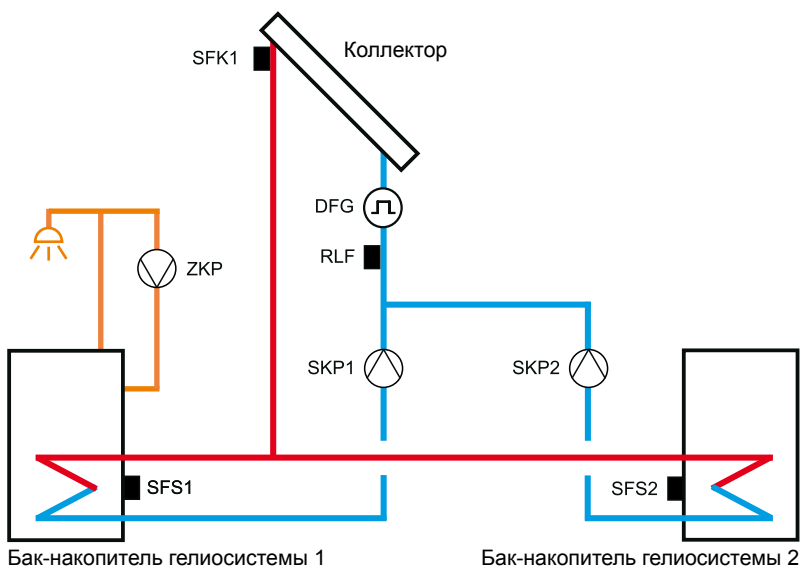 SFK1
Коллектор
DFG
RLF
ZKP
SKP1
SKP2
SFS1
SFS2
Бак-накопитель гелиосистемы 1
Бак-накопитель гелиосистемы 2